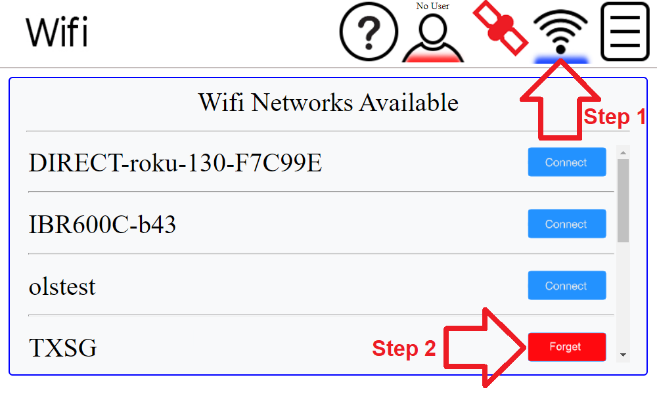 No User
Wifi
?
Step 1
Wifi Networks Available
DIRECT-roku-130-F7C99E Connect
IBR600C-b43 Connect
olstest Connect
Step 2
TXSG Forget